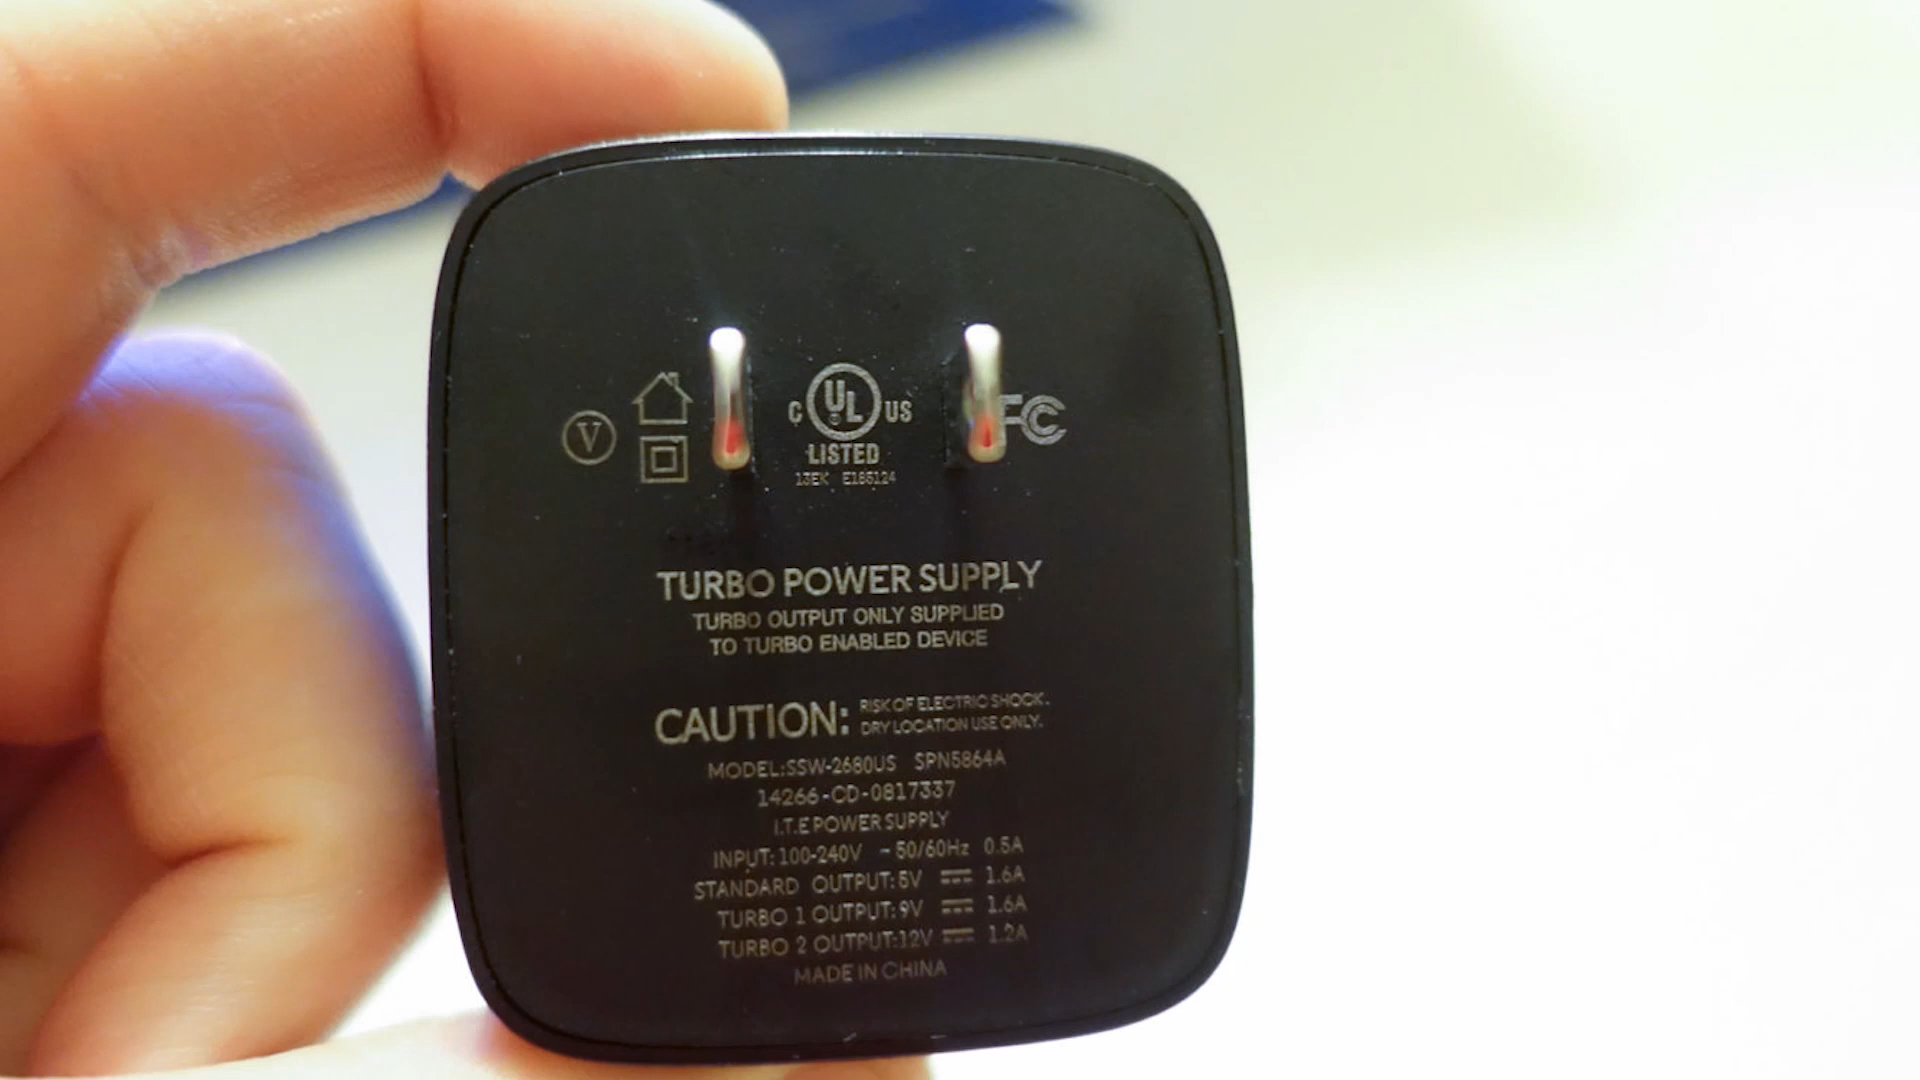 V
C UL US
LISTED
13EK E165124
FC
TURBO POWER SUPPLY
TURBO OUTPUT ONLY SUPPLIED
TO TURBO ENABLED DEVICE
CAUTION: RISK OF ELECTRIC SHOCK.
DRY LOCATION USE ONLY.
MODEL:SSW-2680US SPN5864A
14266-CD-0817337
I.T.E POWER SUPPLY
INPUT: 100-240V ~ 50/60Hz 0.5A
STANDARD OUTPUT:5V ⎓ 1.6A
TURBO 1 OUTPUT:9V ⎓ 1.6A
TURBO 2 OUTPUT:12V ⎓ 1.2A
MADE IN CHINA